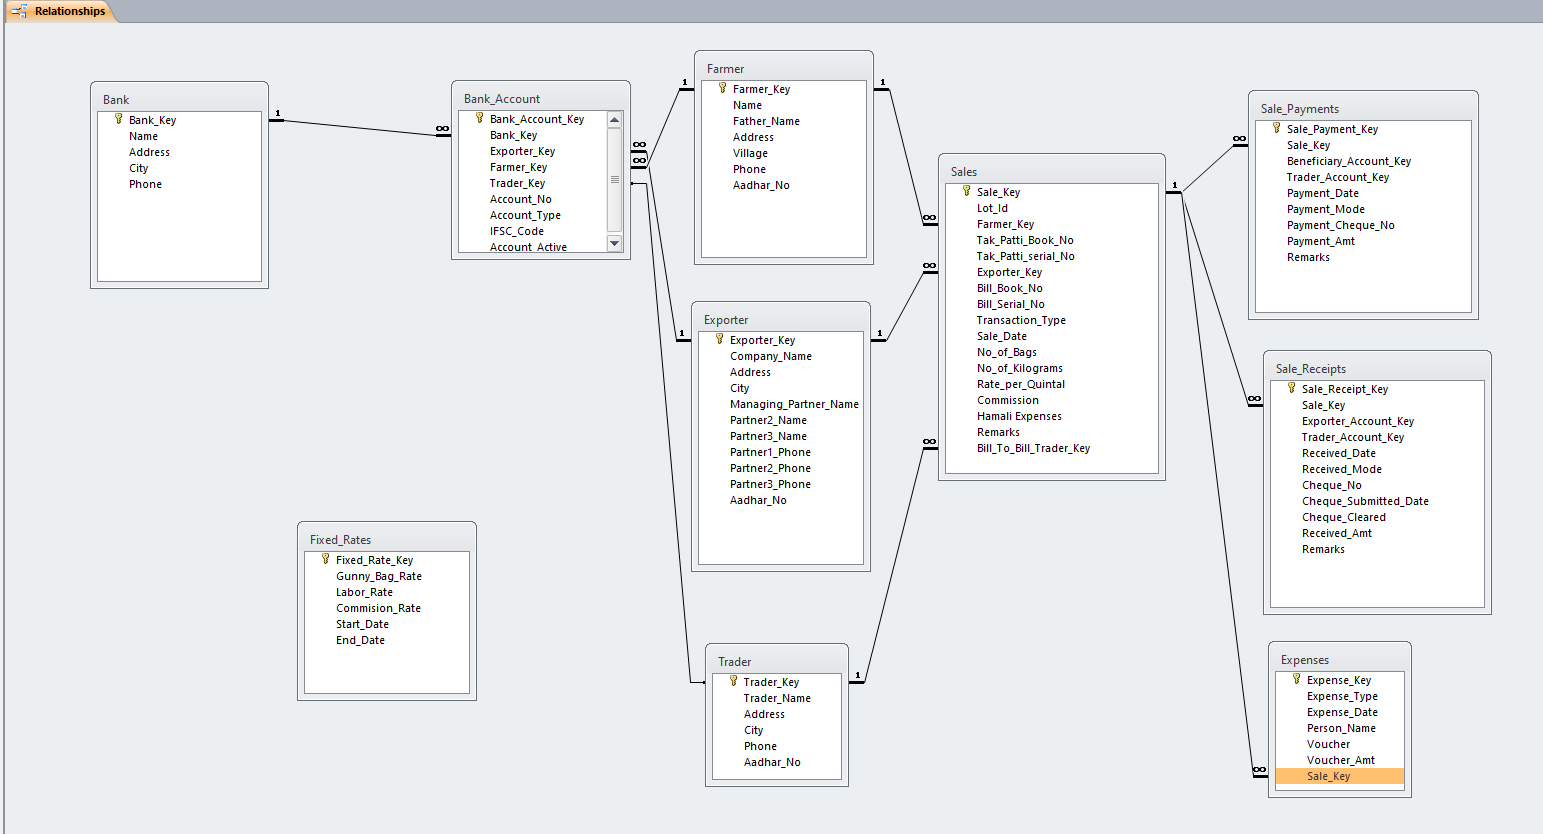 Relationships
Bank
Bank_Key
Name
Address
City
Phone
1
∞
Bank_Account
Bank_Account_Key
Bank_Key
Exporter_Key
Farmer_Key
Trader_Key
Account_No
Account_Type
IFSC_Code
Account_Active
∞
∞
1
Farmer
Farmer_Key
Name
Father_Name
Address
Village
Phone
Aadhar_No
1
∞
1
Exporter
Exporter_Key
Company_Name
Address
City
Managing_Partner_Name
Partner2_Name
Partner3_Name
Partner1_Phone
Partner2_Phone
Partner3_Phone
Aadhar_No
1
∞
Fixed_Rates
Fixed_Rate_Key
Gunny_Bag_Rate
Labor_Rate
Commision_Rate
Start_Date
End_Date
Trader
Trader_Key
Trader_Name
Address
City
Phone
Aadhar_No
1
∞
Sales
Sale_Key
Lot_Id
Farmer_Key
Tak_Patti_Book_No
Tak_Patti_serial_No
Exporter_Key
Bill_Book_No
Bill_Serial_No
Transaction_Type
Sale_Date
No_of_Bags
No_of_Kilograms
Rate_per_Quintal
Commission
Hamali Expenses
Remarks
Bill_To_Bill_Trader_Key
1
∞
Sale_Payments
Sale_Payment_Key
Sale_Key
Beneficiary_Account_Key
Trader_Account_Key
Payment_Date
Payment_Mode
Payment_Cheque_No
Payment_Amt
Remarks
∞
Sale_Receipts
Sale_Receipt_Key
Sale_Key
Exporter_Account_Key
Trader_Account_Key
Received_Date
Received_Mode
Cheque_No
Cheque_Submitted_Date
Cheque_Cleared
Received_Amt
Remarks
∞
Expenses
Expense_Key
Expense_Type
Expense_Date
Person_Name
Voucher
Voucher_Amt
Sale_Key